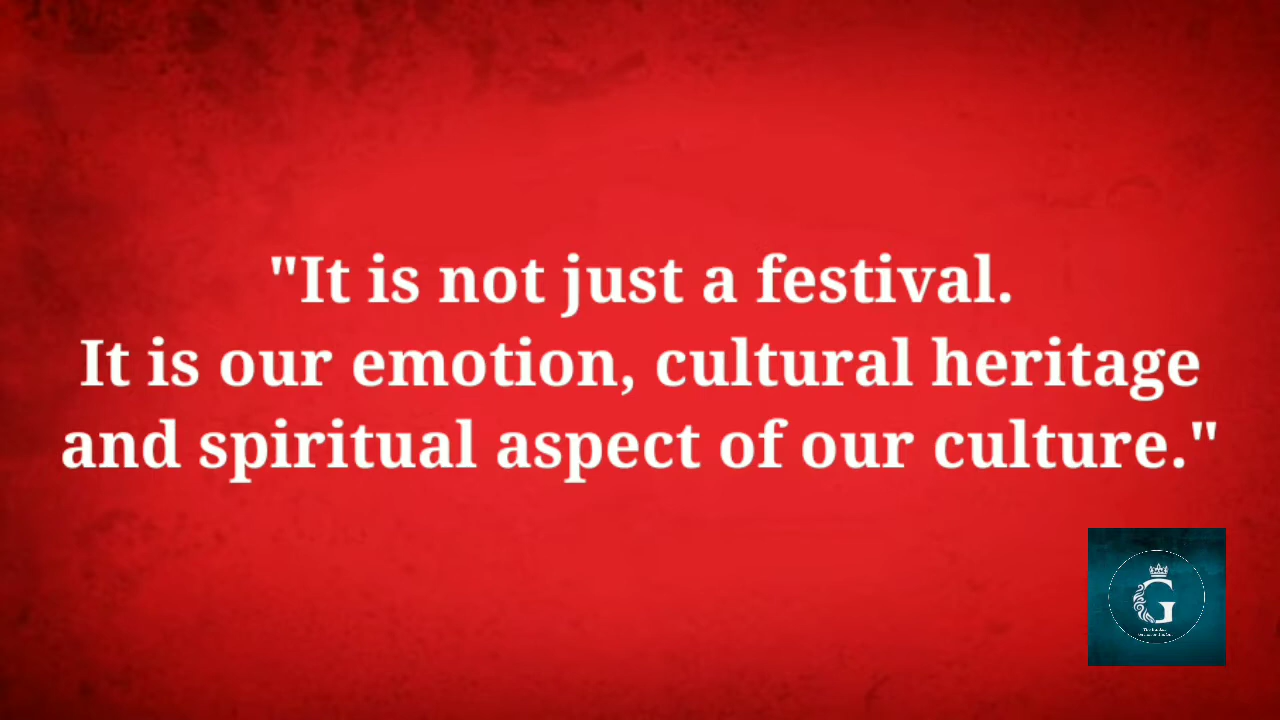 "It is not just a festival.
It is our emotion, cultural heritage
and spiritual aspect of our culture."
G